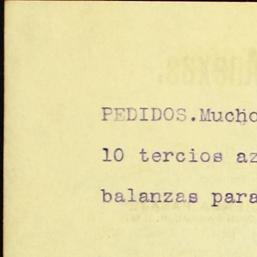 PEDIDOS.Mucho
10 tercios az
balanzas para